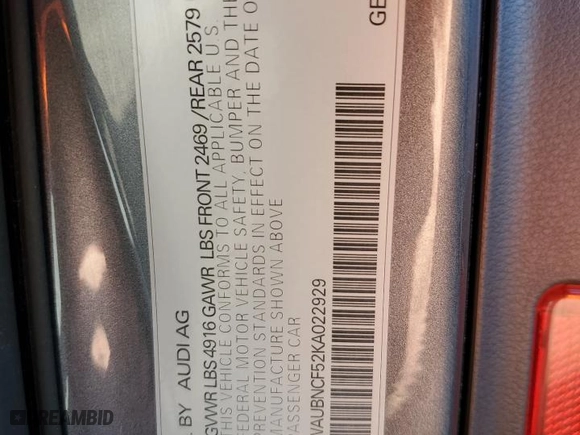 GE
BY AUDI AG
GVWR LBS 4916 GAWR LBS FRONT 2469 /REAR 2579
THIS VEHICLE CONFORMS TO ALL APPLICABLE U.S.
FEDERAL MOTOR VEHICLE SAFETY, BUMPER AND THE
PREVENTION STANDARDS IN EFFECT ON THE DATE O
MANUFACTURE SHOWN ABOVE
PASSENGER CAR
WAUBNCF52KA022929
DREAMBID